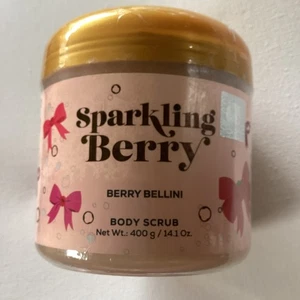 Sparkling
Berry
BERRY BELLINI
BODY SCRUB
Net Wt.: 400 g / 14.1 Oz.